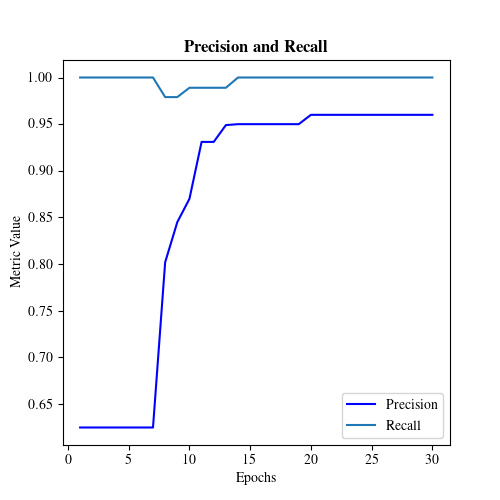 Precision and Recall
Metric Value
1.00
0.95
0.90
0.85
0.80
0.75
0.70
0.65
0 5 10 15 20 25 30
Epochs
Precision
Recall